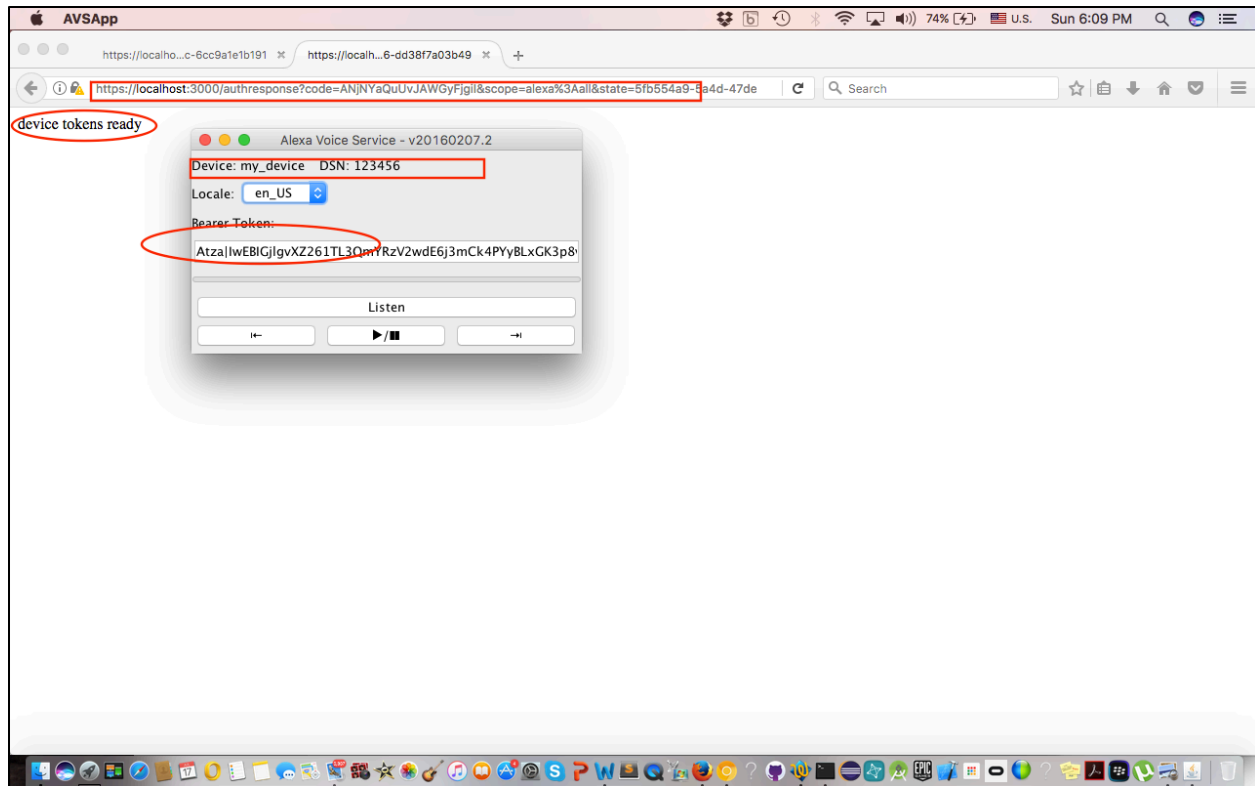 AVSApp 74% U.S. Sun 6:09 PM
https://localho...c-6cc9a1e1b191 https://localh...6-dd38f7a03b49
https://localhost:3000/authresponse?code=ANjNYaQuUvJAWGyFjgil&scope=alexa%3Aall&state=5fb554a9-5a4d-47de Search
device tokens ready
Alexa Voice Service - v20160207.2
Device: my_device DSN: 123456
Locale: en_US
Bearer Token:
Listen